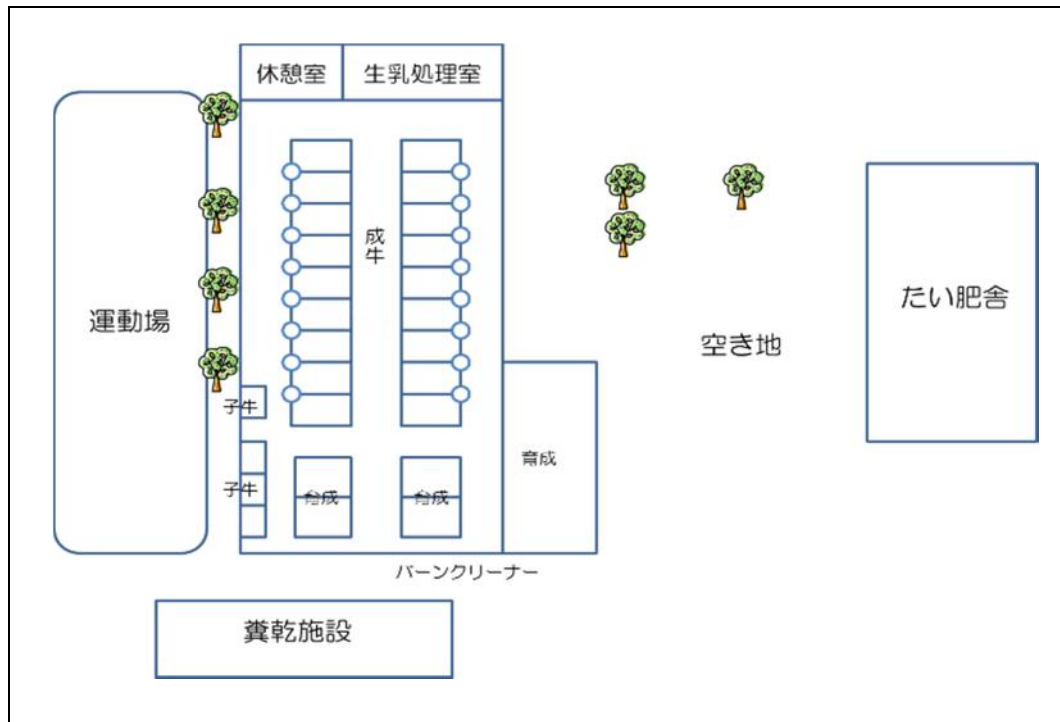 休憩室
生乳処理室
成牛
運動場
たい肥舎
空き地
子牛
育成
子牛
育成
育成
バーンクリーナー
糞乾施設